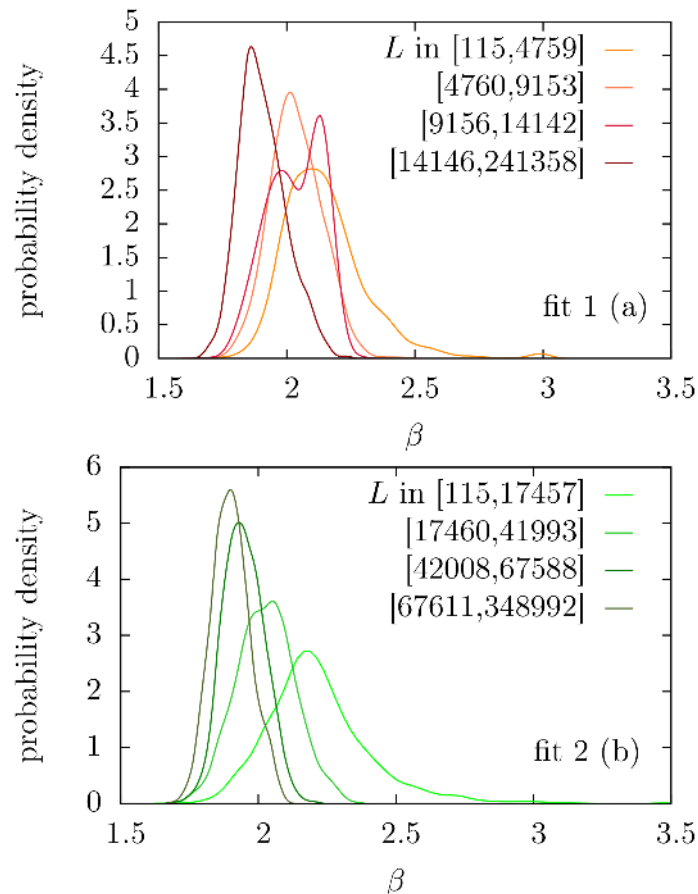 5
4.5
4
3.5
3
2.5
2
1.5
1
0.5
0
probability density
L in [115,4759]
[4760,9153]
[9156,14142]
[14146,241358]
fit 1 (a)
1.5 2 2.5 3 3.5
β
6
5
4
3
2
1
0
probability density
L in [115,17457]
[17460,41993]
[42008,67588]
[67611,348992]
fit 2 (b)
1.5 2 2.5 3 3.5
β